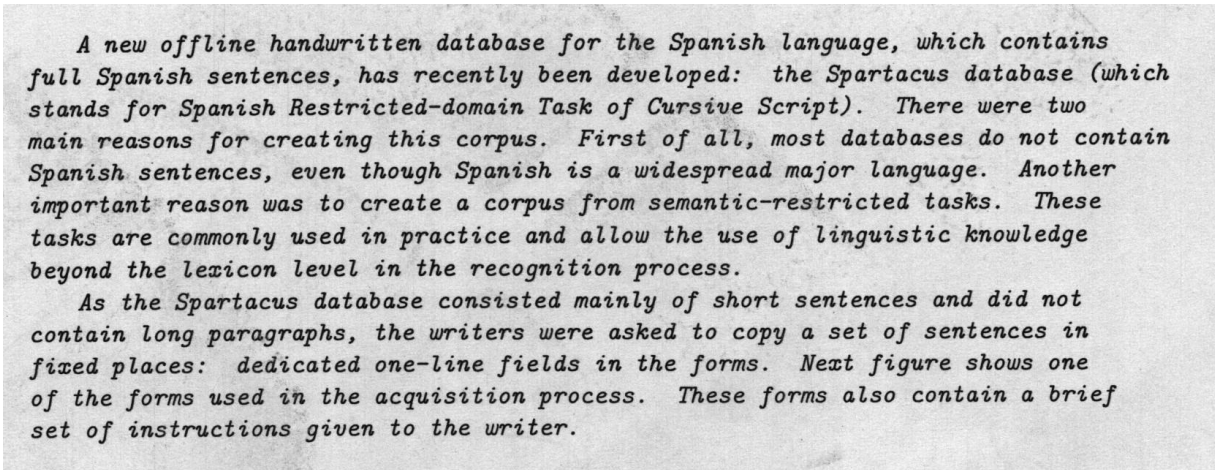 A new offline handwritten database for the Spanish language, which contains
full Spanish sentences, has recently been developed: the Spartacus database (which
stands for Spanish Restricted-domain Task of Cursive Script). There were two
main reasons for creating this corpus. First of all, most databases do not contain
Spanish sentences, even though Spanish is a widespread major language. Another
important reason was to create a corpus from semantic-restricted tasks. These
tasks are commonly used in practice and allow the use of linguistic knowledge
beyond the lexicon level in the recognition process.
As the Spartacus database consisted mainly of short sentences and did not
contain long paragraphs, the writers were asked to copy a set of sentences in
fixed places: dedicated one-line fields in the forms. Next figure shows one
of the forms used in the acquisition process. These forms also contain a brief
set of instructions given to the writer.